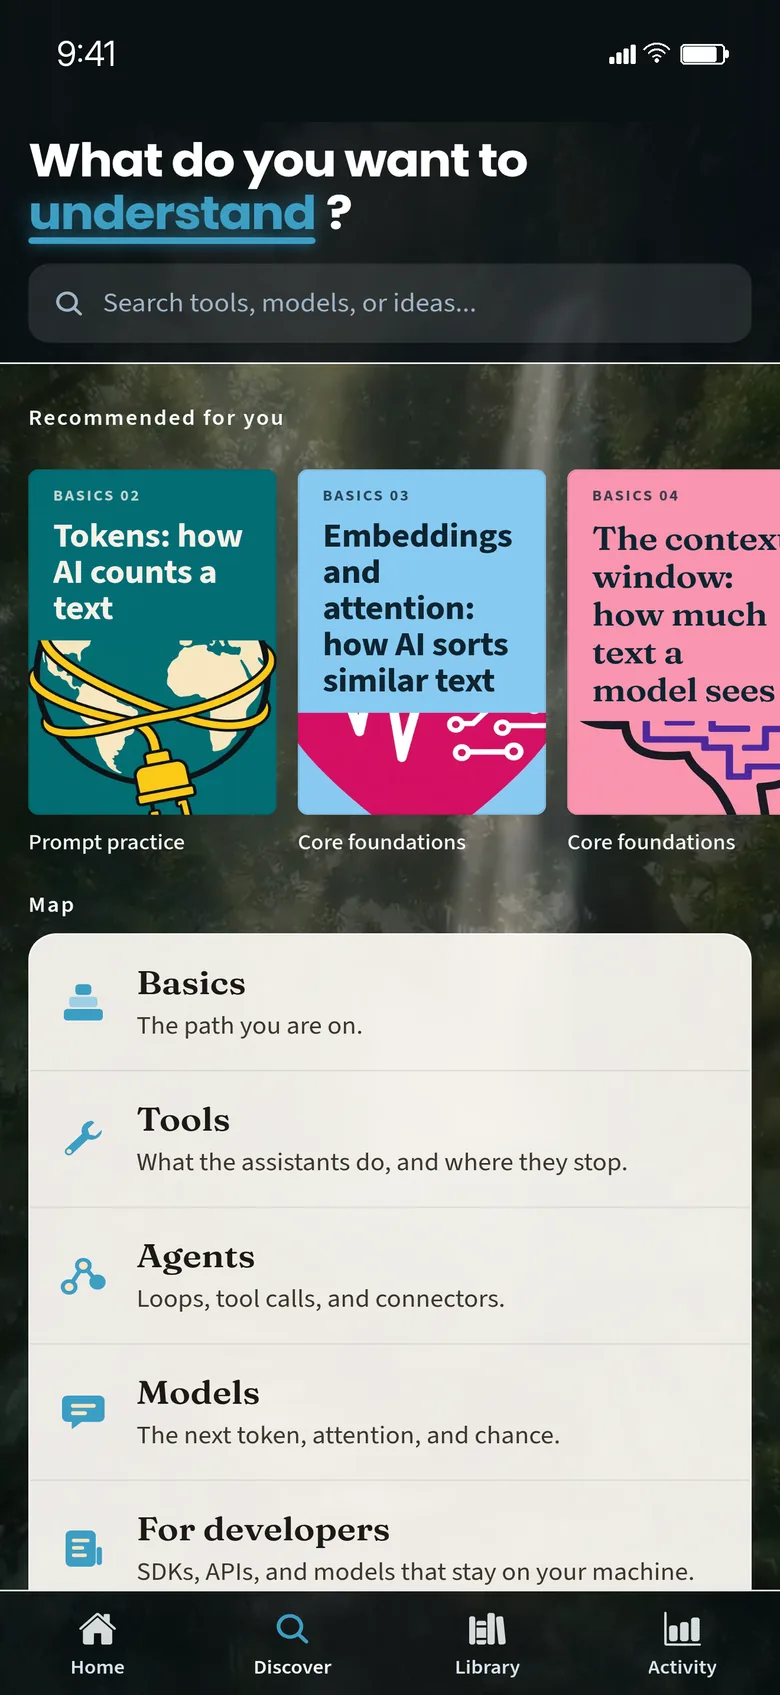 9:41
What do you want to
understand ?
Search tools, models, or ideas...
Recommended for you
BASICS 02
Tokens: how
AI counts a
text
Prompt practice
BASICS 03
Embeddings
and
attention:
how AI sorts
similar text
Core foundations
BASICS 04
The context
window:
how much
text a
model sees
Core foundations
Map
Basics
The path you are on.
Tools
What the assistants do, and where they stop.
Agents
Loops, tool calls, and connectors.
Models
The next token, attention, and chance.
For developers
SDKs, APIs, and models that stay on your machine.
Home
Discover
Library
Activity